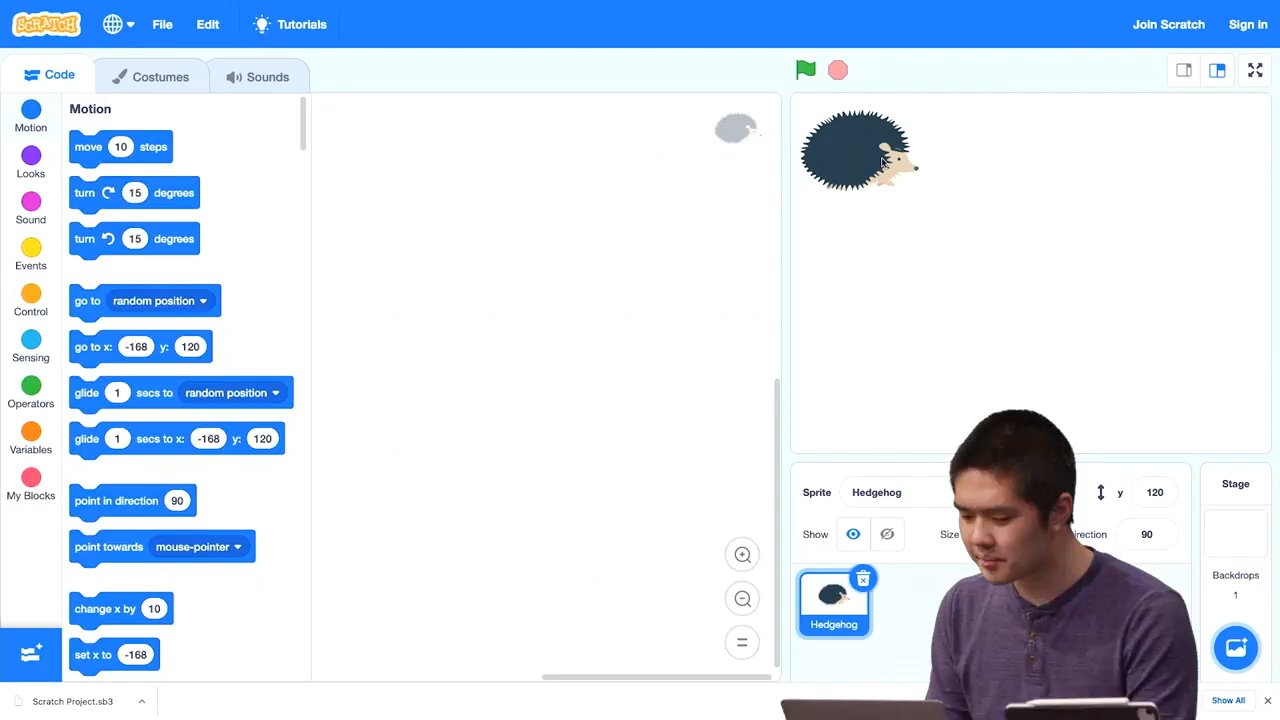 SCRATCH
File
Edit
Tutorials
Join Scratch
Sign in
Code
Costumes
Sounds
Motion
Looks
Sound
Events
Control
Sensing
Operators
Variables
My Blocks
Motion
move 10 steps
turn 15 degrees
turn 15 degrees
go to random position
go to x: -168 y: 120
glide 1 secs to random position
glide 1 secs to x: -168 y: 120
point in direction 90
point towards mouse-pointer
change x by 10
set x to -168
Sprite Hedgehog y 120
Show Size 90
Hedgehog
Stage
Backdrops
1
Scratch Project.sb3
Show All